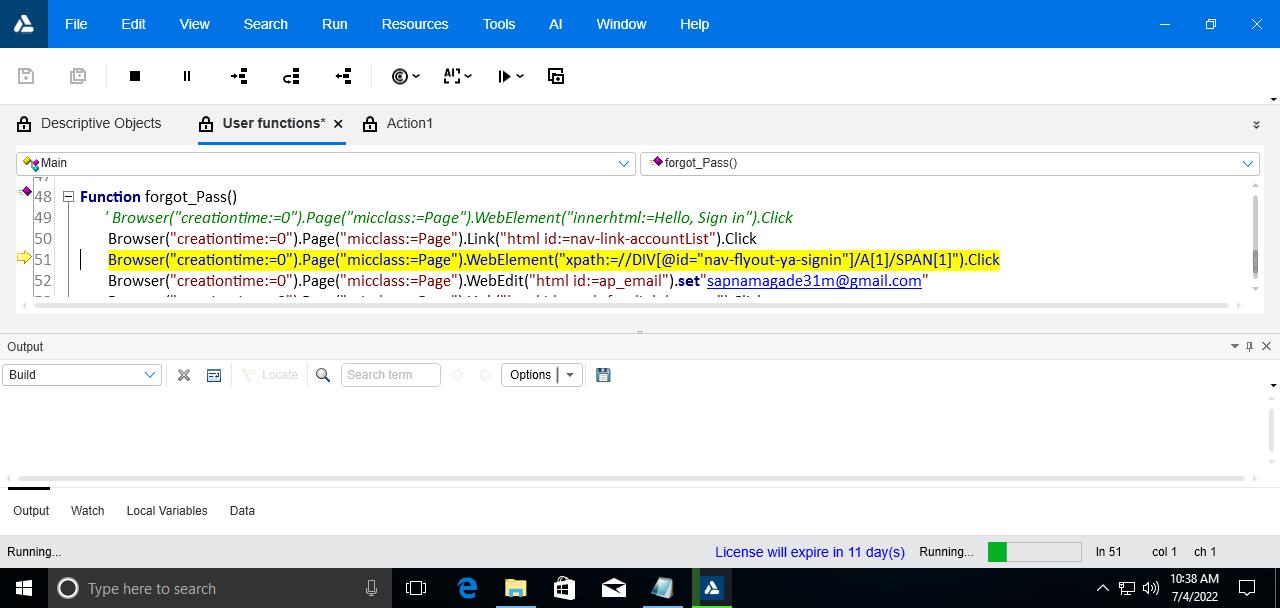 File Edit View Search Run Resources Tools AI Window Help
Descriptive Objects User functions* Action1
Main forgot_Pass()
47
48 Function forgot_Pass()
49 ' Browser("creationtime:=0").Page("micclass:=Page").WebElement("innerhtml:=Hello, Sign in").Click
50 Browser("creationtime:=0").Page("micclass:=Page").Link("html id:=nav-link-accountList").Click
51 Browser("creationtime:=0").Page("micclass:=Page").WebElement("xpath:=//DIV[@id="nav-flyout-ya-signin"]/A[1]/SPAN[1]").Click
52 Browser("creationtime:=0").Page("micclass:=Page").WebEdit("html id:=ap_email").set"sapnamagade31m@gmail.com"
Output
Build Locate Search term Options
Output Watch Local Variables Data
Running... License will expire in 11 day(s) Running... ln 51 col 1 ch 1
Type here to search 10:38 AM
7/4/2022